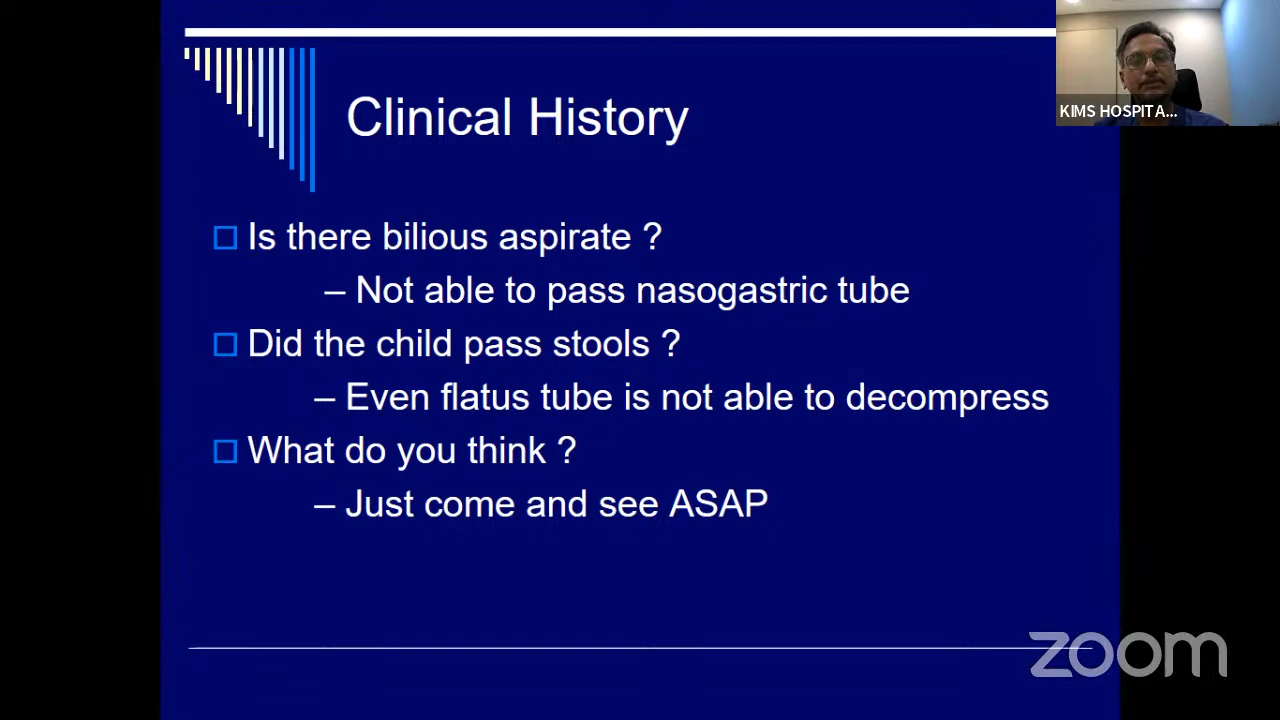 Clinical History
KIMS HOSPITA...
Is there bilious aspirate ?
– Not able to pass nasogastric tube
Did the child pass stools ?
– Even flatus tube is not able to decompress
What do you think ?
– Just come and see ASAP
zoom